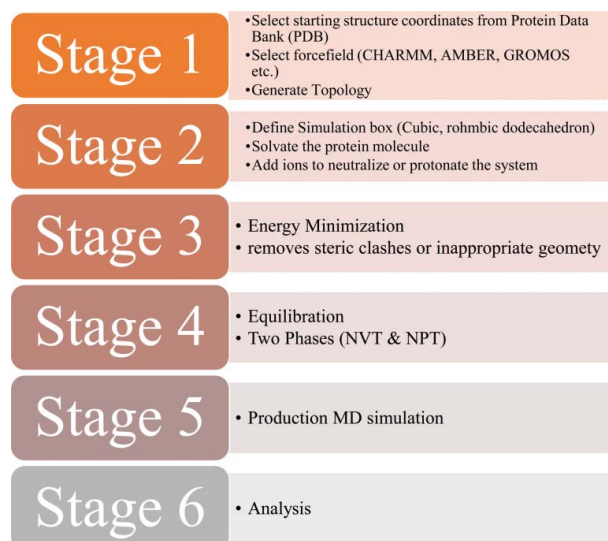 Stage 1
•Select starting structure coordinates from Protein Data
Bank (PDB)
•Select forcefield (CHARMM, AMBER, GROMOS
etc.)
•Generate Topology
Stage 2
•Define Simulation box (Cubic, rohmbic dodecahedron)
•Solvate the protein molecule
•Add ions to neutralize or protonate the system
Stage 3
• Energy Minimization
• removes steric clashes or inappropriate geomety
Stage 4
• Equilibration
• Two Phases (NVT & NPT)
Stage 5
• Production MD simulation
Stage 6
• Analysis